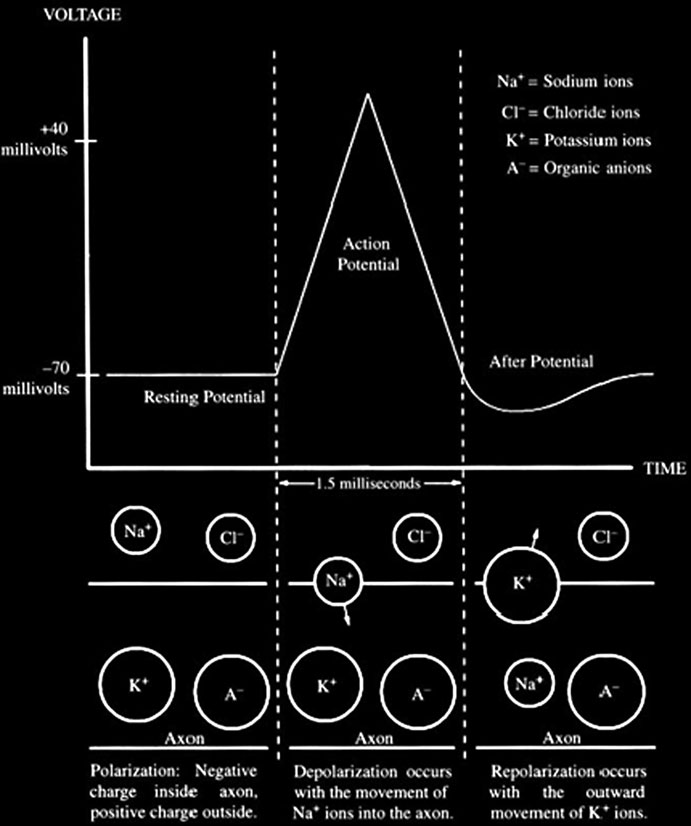 VOLTAGE
Na⁺ = Sodium ions
Cl⁻ = Chloride ions
K⁺ = Potassium ions
A⁻ = Organic anions
+40
millivolts
Action
Potential
−70
millivolts
Resting Potential
After Potential
TIME
1.5 milliseconds
Na⁺
Cl⁻
K⁺
A⁻
Axon
Cl⁻
Na⁺
K⁺
A⁻
Axon
Cl⁻
K⁺
Na⁺
A⁻
Axon
Polarization: Negative
charge inside axon,
positive charge outside.
Depolarization occurs
with the movement of
Na⁺ ions into the axon.
Repolarization occurs
with the outward
movement of K⁺ ions.